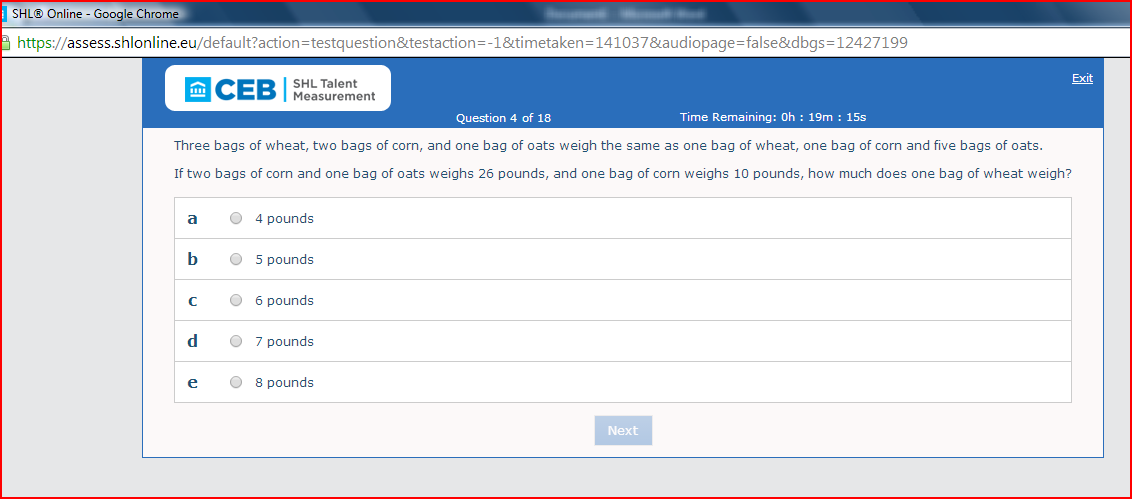 SHL® Online - Google Chrome
https://assess.shlonline.eu/default?action=testquestion&testaction=-1&timetaken=141037&audiopage=false&dbgs=12427199
CEB SHL Talent Measurement
Exit
Question 4 of 18 Time Remaining: 0h : 19m : 15s
Three bags of wheat, two bags of corn, and one bag of oats weigh the same as one bag of wheat, one bag of corn and five bags of oats.
If two bags of corn and one bag of oats weighs 26 pounds, and one bag of corn weighs 10 pounds, how much does one bag of wheat weigh?
a 4 pounds
b 5 pounds
c 6 pounds
d 7 pounds
e 8 pounds
Next